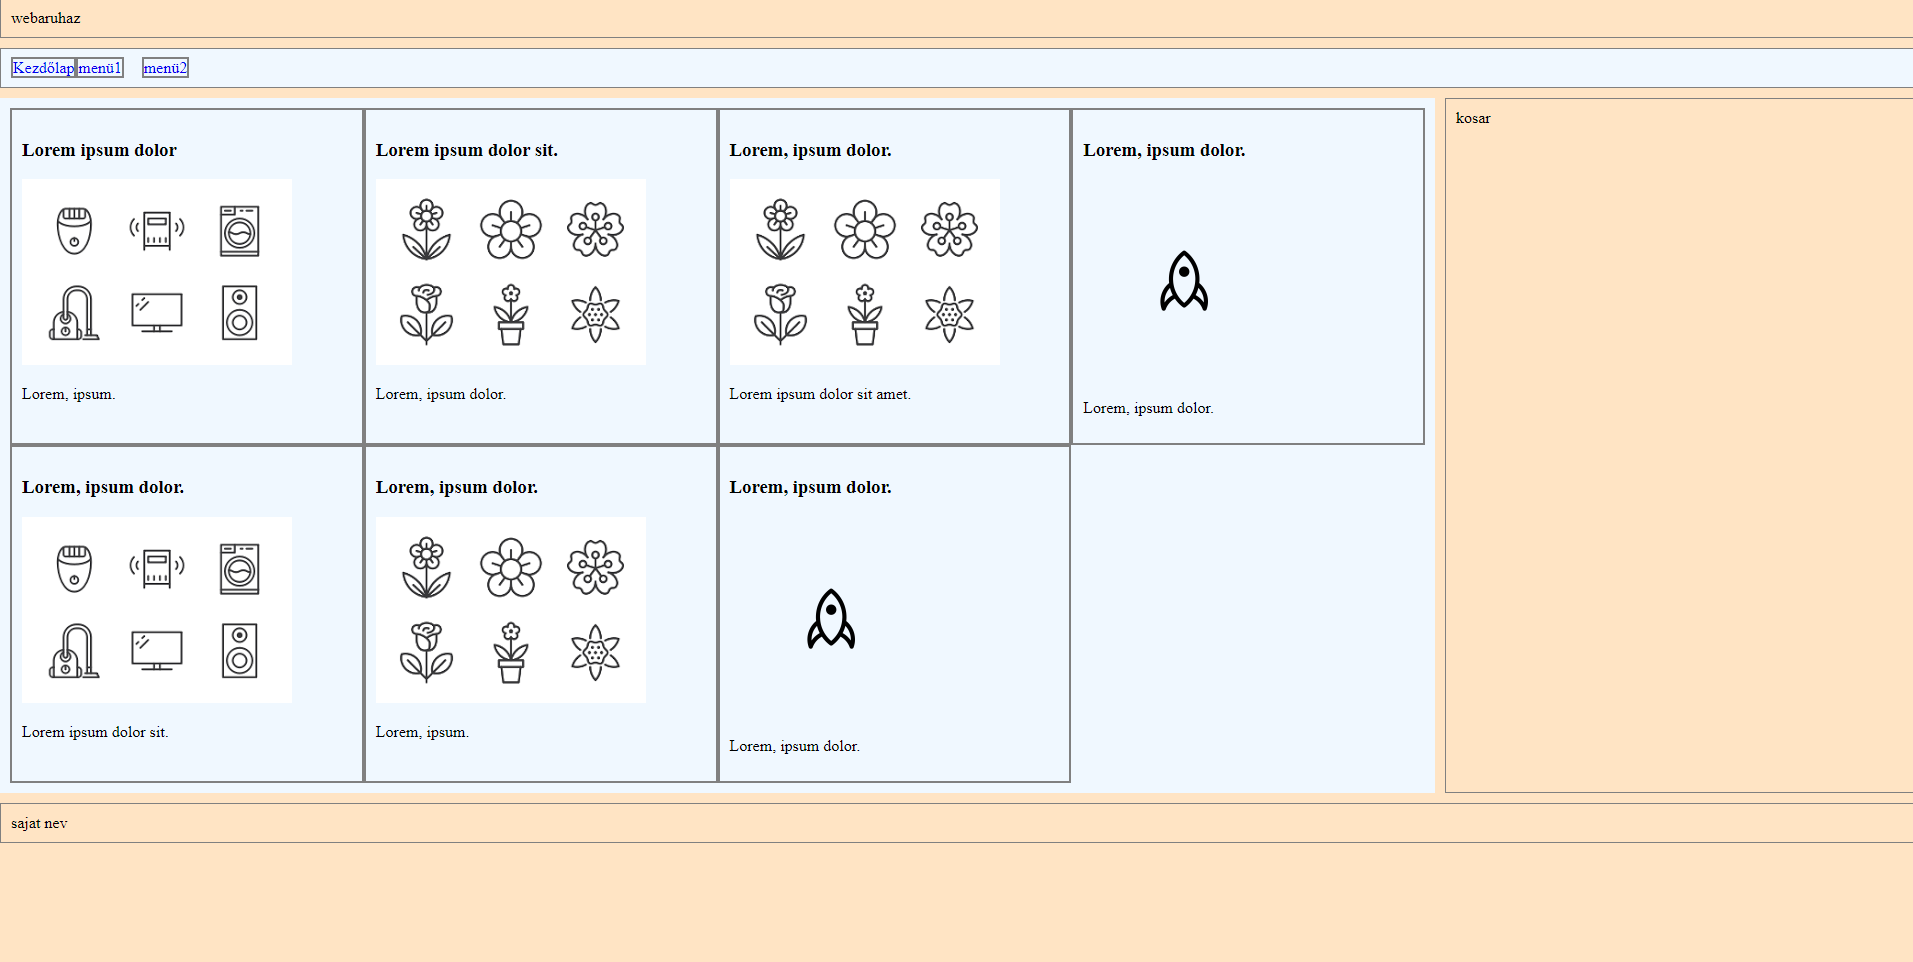 webaruhaz
Kezdőlap menü1 menü2
Lorem ipsum dolor
Lorem, ipsum.
Lorem ipsum dolor sit.
Lorem, ipsum dolor.
Lorem, ipsum dolor.
Lorem ipsum dolor sit amet.
Lorem, ipsum dolor.
Lorem, ipsum dolor.
kosar
Lorem, ipsum dolor.
Lorem ipsum dolor sit.
Lorem, ipsum dolor.
Lorem, ipsum.
Lorem, ipsum dolor.
Lorem, ipsum dolor.
sajat nev